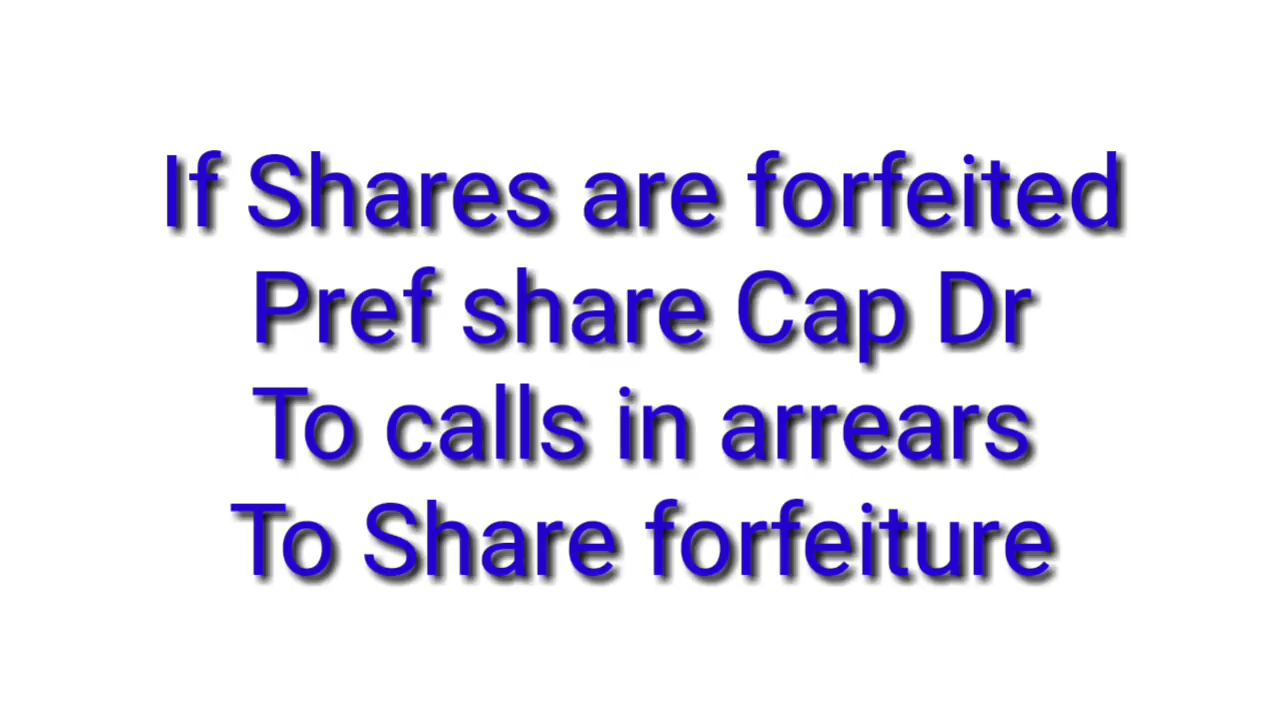 If Shares are forfeited
Pref share Cap Dr
To calls in arrears
To Share forfeiture